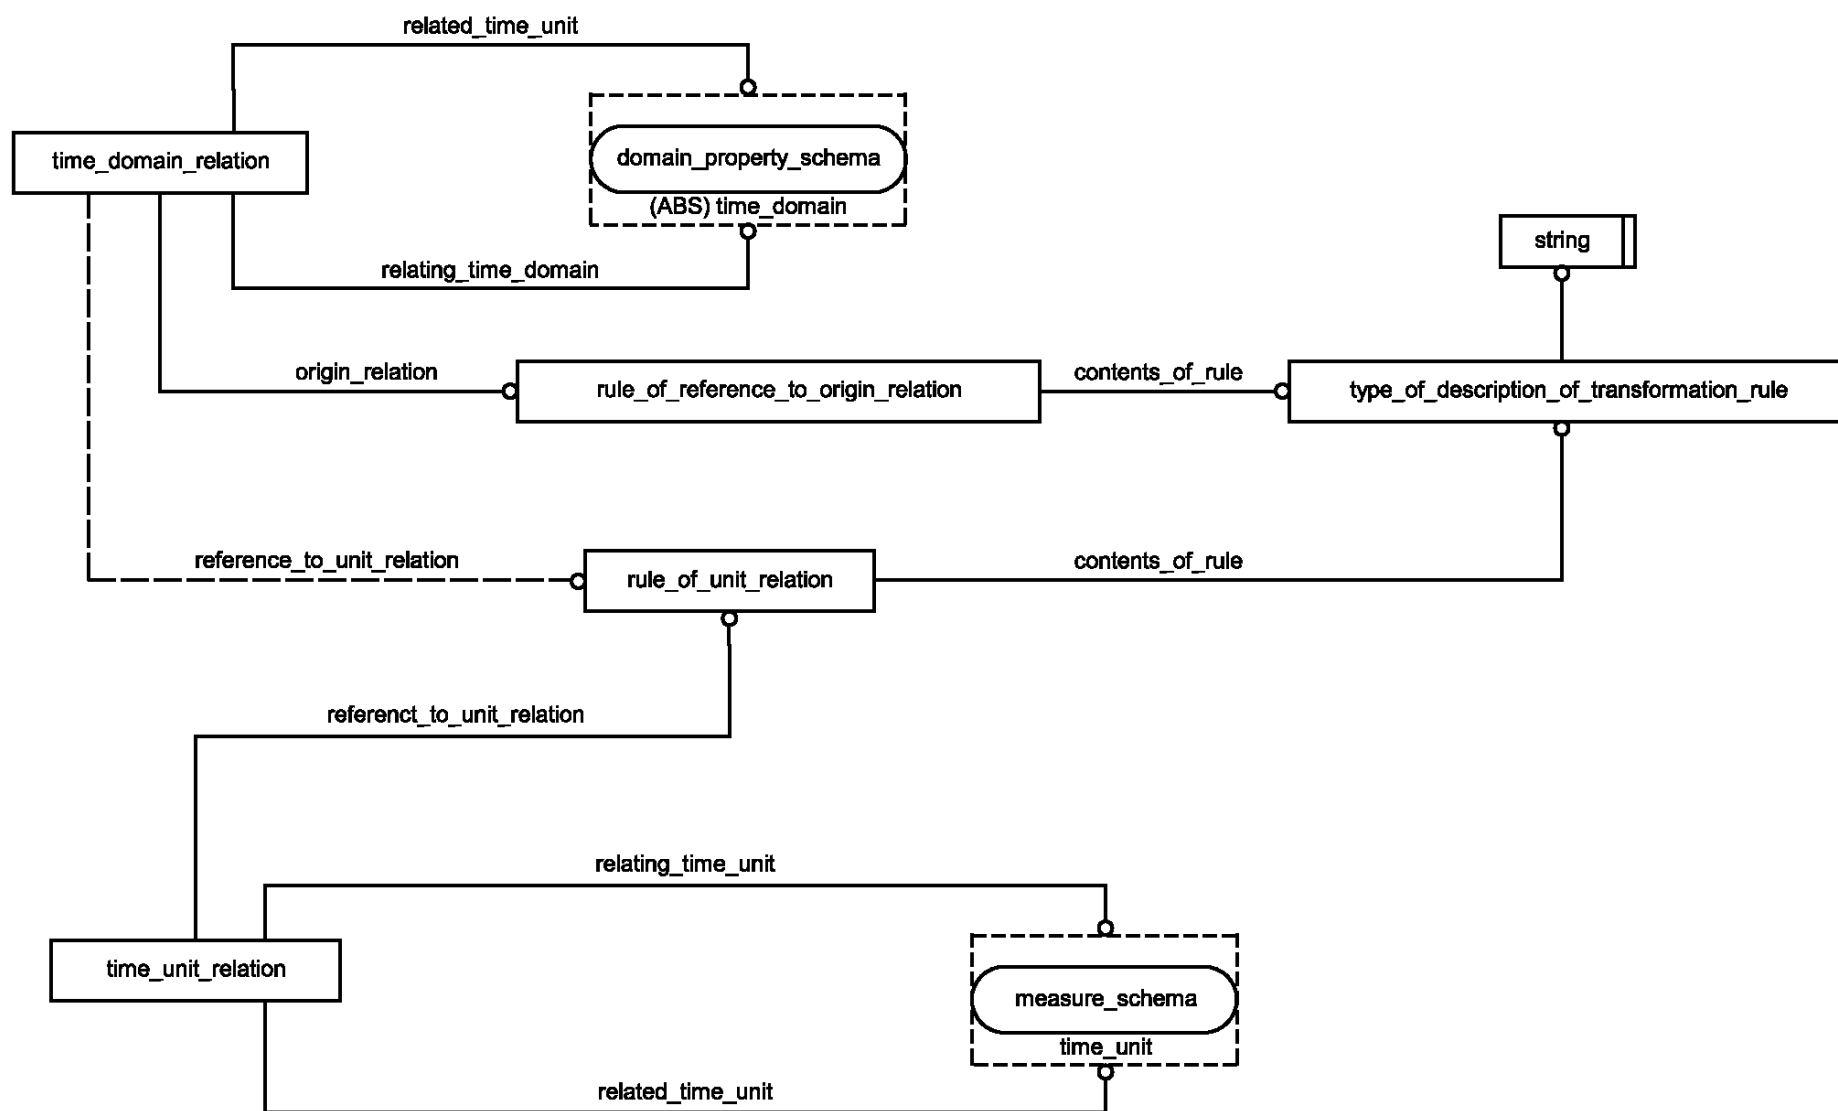 related_time_unit
time_domain_relation
domain_property_schema
(ABS) time_domain
string
relating_time_domain
origin_relation
rule_of_reference_to_origin_relation
contents_of_rule
type_of_description_of_transformation_rule
reference_to_unit_relation
rule_of_unit_relation
contents_of_rule
referenct_to_unit_relation
relating_time_unit
time_unit_relation
measure_schema
time_unit
related_time_unit